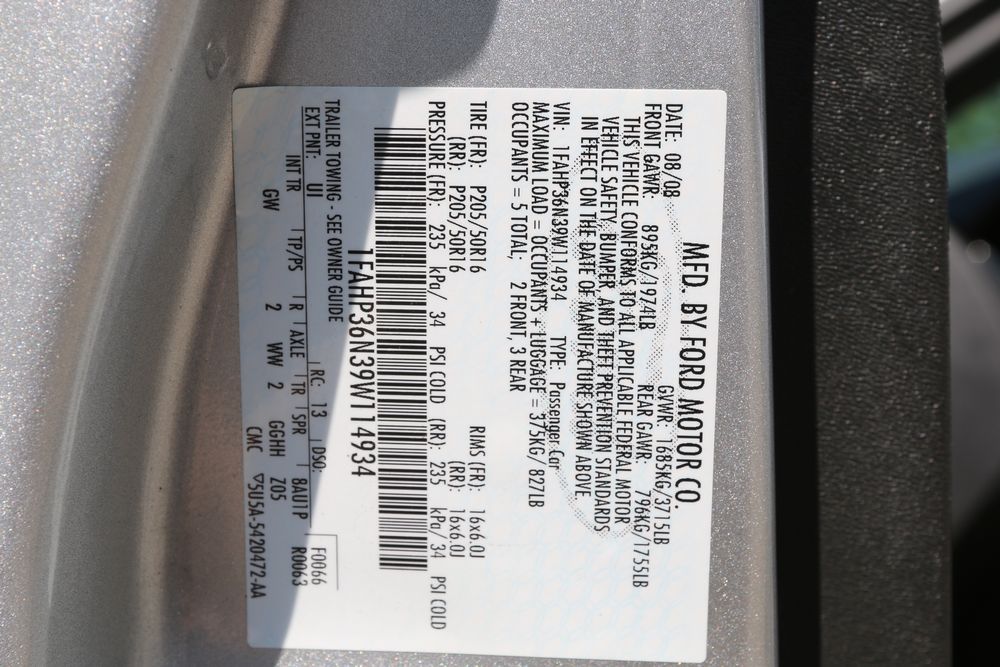 MFD. BY FORD MOTOR CO.
DATE: 08/08 GVWR: 1685KG/3715LB
FRONT GAWR: 895KG/1974LB REAR GAWR: 796KG/1755LB
THIS VEHICLE CONFORMS TO ALL APPLICABLE FEDERAL MOTOR
VEHICLE SAFETY, BUMPER, AND THEFT PREVENTION STANDARDS
IN EFFECT ON THE DATE OF MANUFACTURE SHOWN ABOVE.
VIN: 1FAHP36N39W114934 TYPE: Passenger Car
MAXIMUM LOAD = OCCUPANTS + LUGGAGE = 375KG/ 827LB
OCCUPANTS = 5 TOTAL, 2 FRONT, 3 REAR
TIRE (FR): P205/50R16 RIMS (FR): 16x6.0J
(RR): P205/50R16 (RR): 16x6.0J
PRESSURE (FR): 235 kPa/ 34 PSI COLD (RR): 235 kPa/ 34 PSI COLD
1FAHP36N39W114934
TRAILER TOWING - SEE OWNER GUIDE
F0066
EXT PNT: UI RC: 13 DSO: R0063
INT TR TP/PS R AXLE TR SPR BAU1P
GW 2 WW 2 GGHH Z05
CMC ▽5U5A-5420472-AA